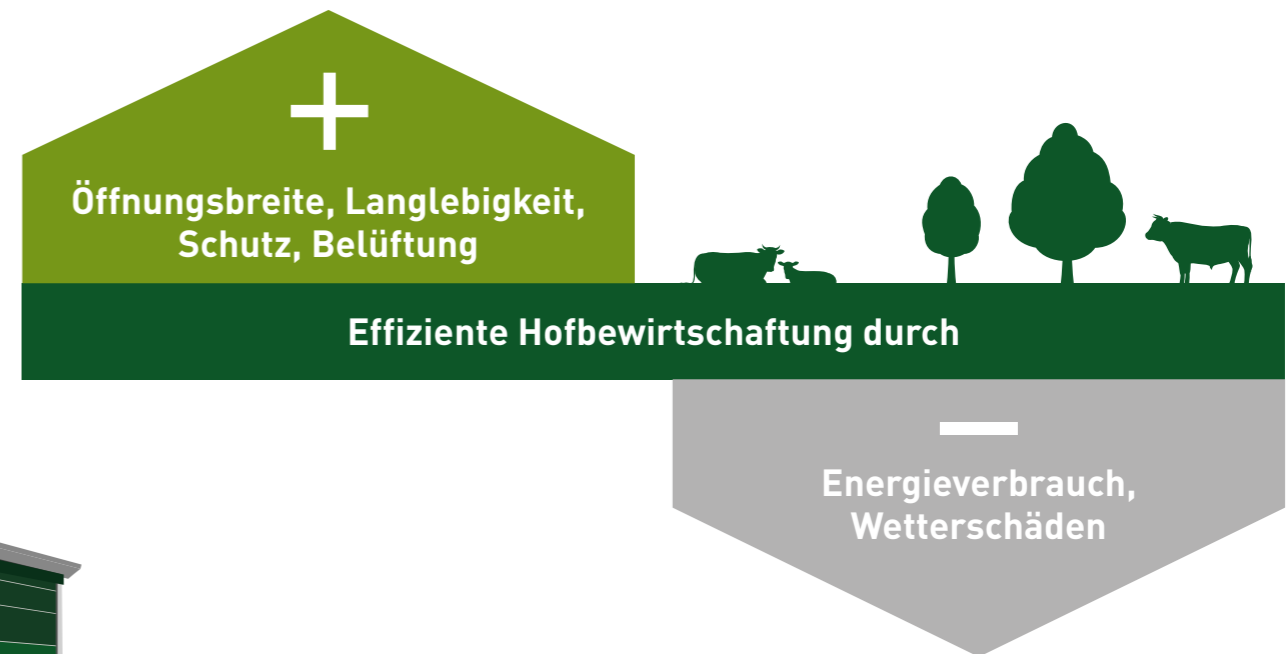 +
Öffnungsbreite, Langlebigkeit,
Schutz, Belüftung
Effiziente Hofbewirtschaftung durch
—
Energieverbrauch,
Wetterschäden